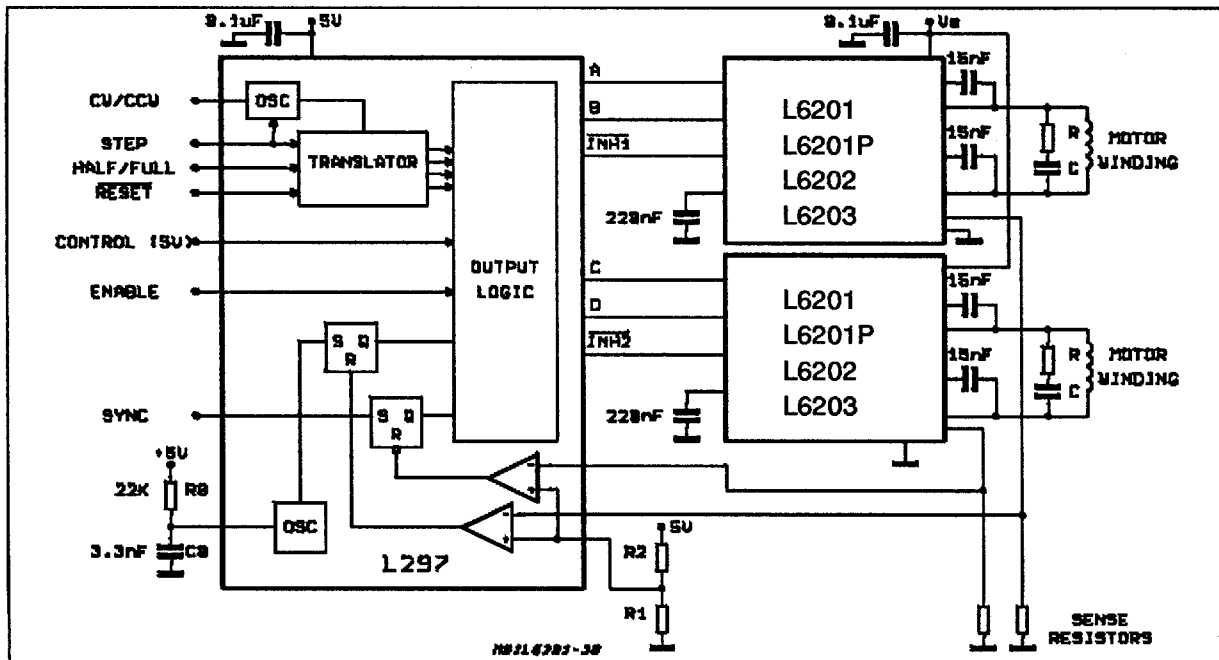 0.1uF
5V
0.1uF
Vs
CW/CCW
STEP
HALF/FULL
RESET
CONTROL (5V)
ENABLE
SYNC
+5V
22K
R0
3.3nF
C0
OSC
TRANSLATOR
OUTPUT
LOGIC
S Q
R
S Q
R
OSC
-
+
-
+
L297
A
B
INH1
220nF
C
D
INH2
220nF
L6201
L6201P
L6202
L6203
L6201
L6201P
L6202
L6203
15nF
15nF
R
C
MOTOR
WINDING
15nF
15nF
R
C
MOTOR
WINDING
5V
R2
R1
SENSE
RESISTORS